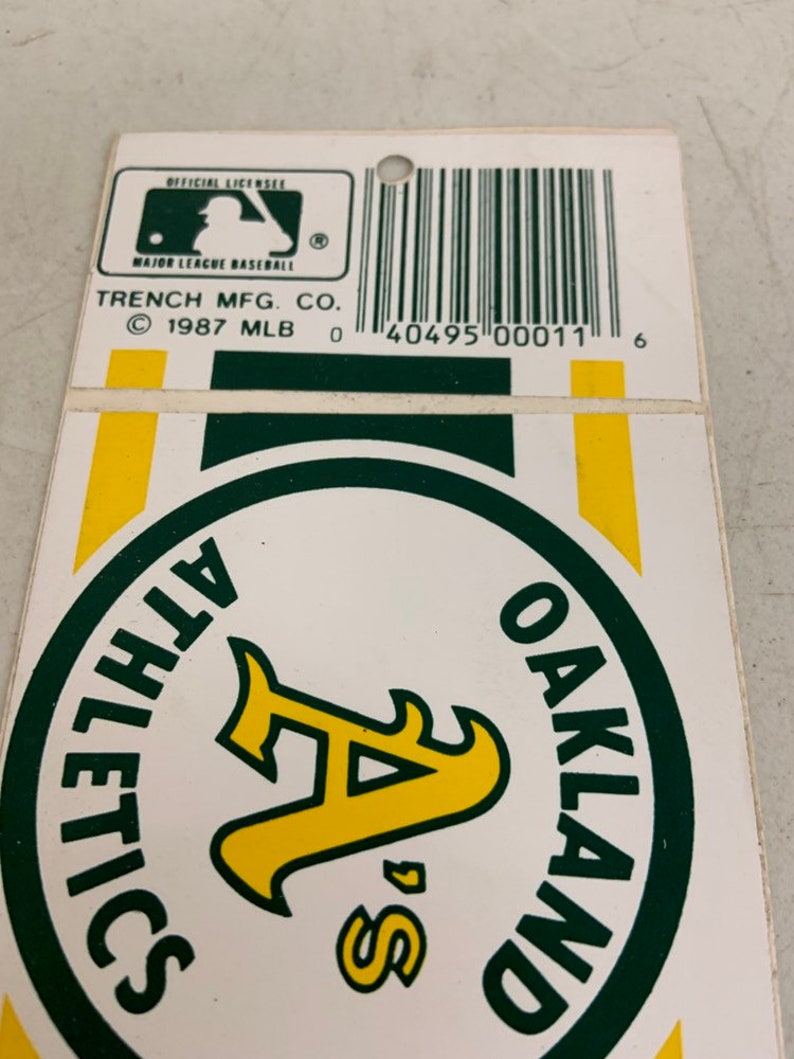 OFFICIAL LICENSEE
®
MAJOR LEAGUE BASEBALL
TRENCH MFG. CO.
© 1987 MLB
0 40495 00011 6
OAKLAND
A's
ATHLETICS